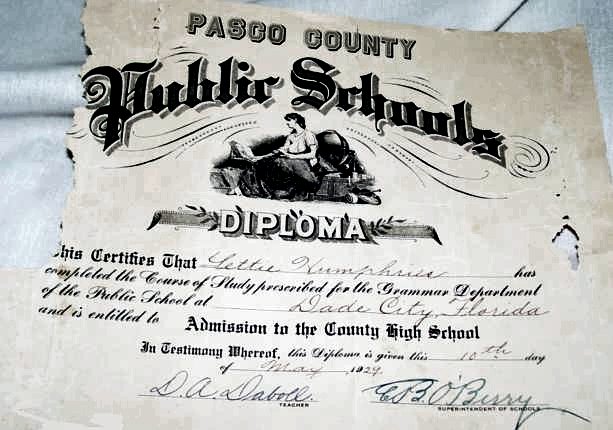 PASCO COUNTY
Public Schools
DIPLOMA
his Certifies That Lettie Humphries has
completed the Course of Study prescribed for the Grammar Department
of the Public School at Dade City, Florida
and is entitled to Admission to the County High School
In Testimony Whereof, this Diploma is given this 10th day
of May 1929.
D. A. Daboll. C B. O'Berry
TEACHER SUPERINTENDENT OF SCHOOLS